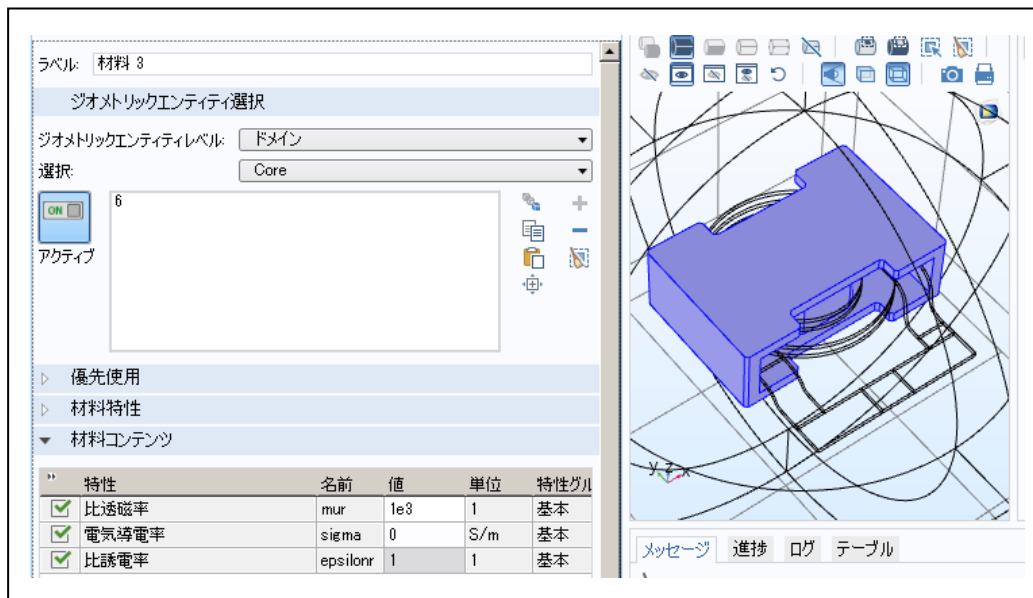 ラベル: 材料 3
ジオメトリックエンティティ選択
ジオメトリックエンティティレベル: ドメイン
選択: Core
ON 6
アクティブ
優先使用
材料特性
材料コンテンツ
特性 名前 値 単位 特性グル
比透磁率 mur 1e3 1 基本
電気導電率 sigma 0 S/m 基本
比誘電率 epsilonr 1 1 基本
y z x
メッセージ 進捗 ログ テーブル